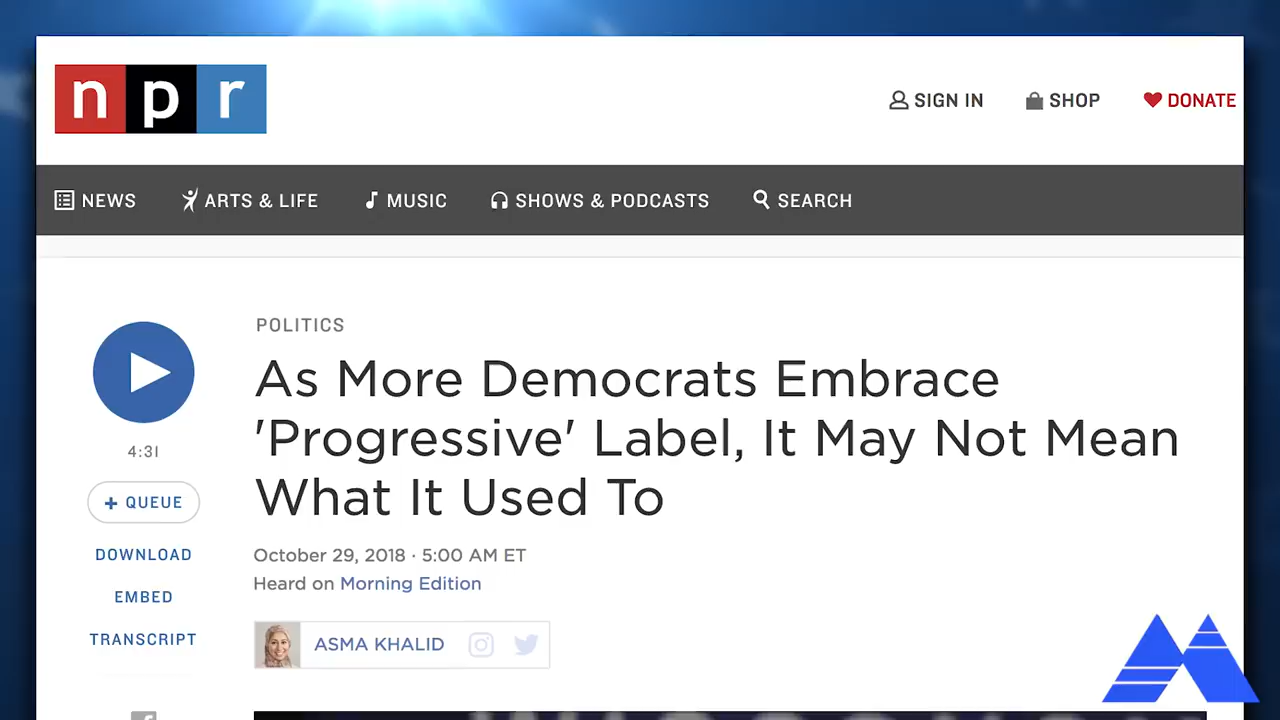 npr
SIGN IN
SHOP
DONATE
NEWS
ARTS & LIFE
MUSIC
SHOWS & PODCASTS
SEARCH
POLITICS
As More Democrats Embrace
'Progressive' Label, It May Not Mean
What It Used To
4:31
+ QUEUE
DOWNLOAD
EMBED
TRANSCRIPT
October 29, 2018 · 5:00 AM ET
Heard on Morning Edition
ASMA KHALID